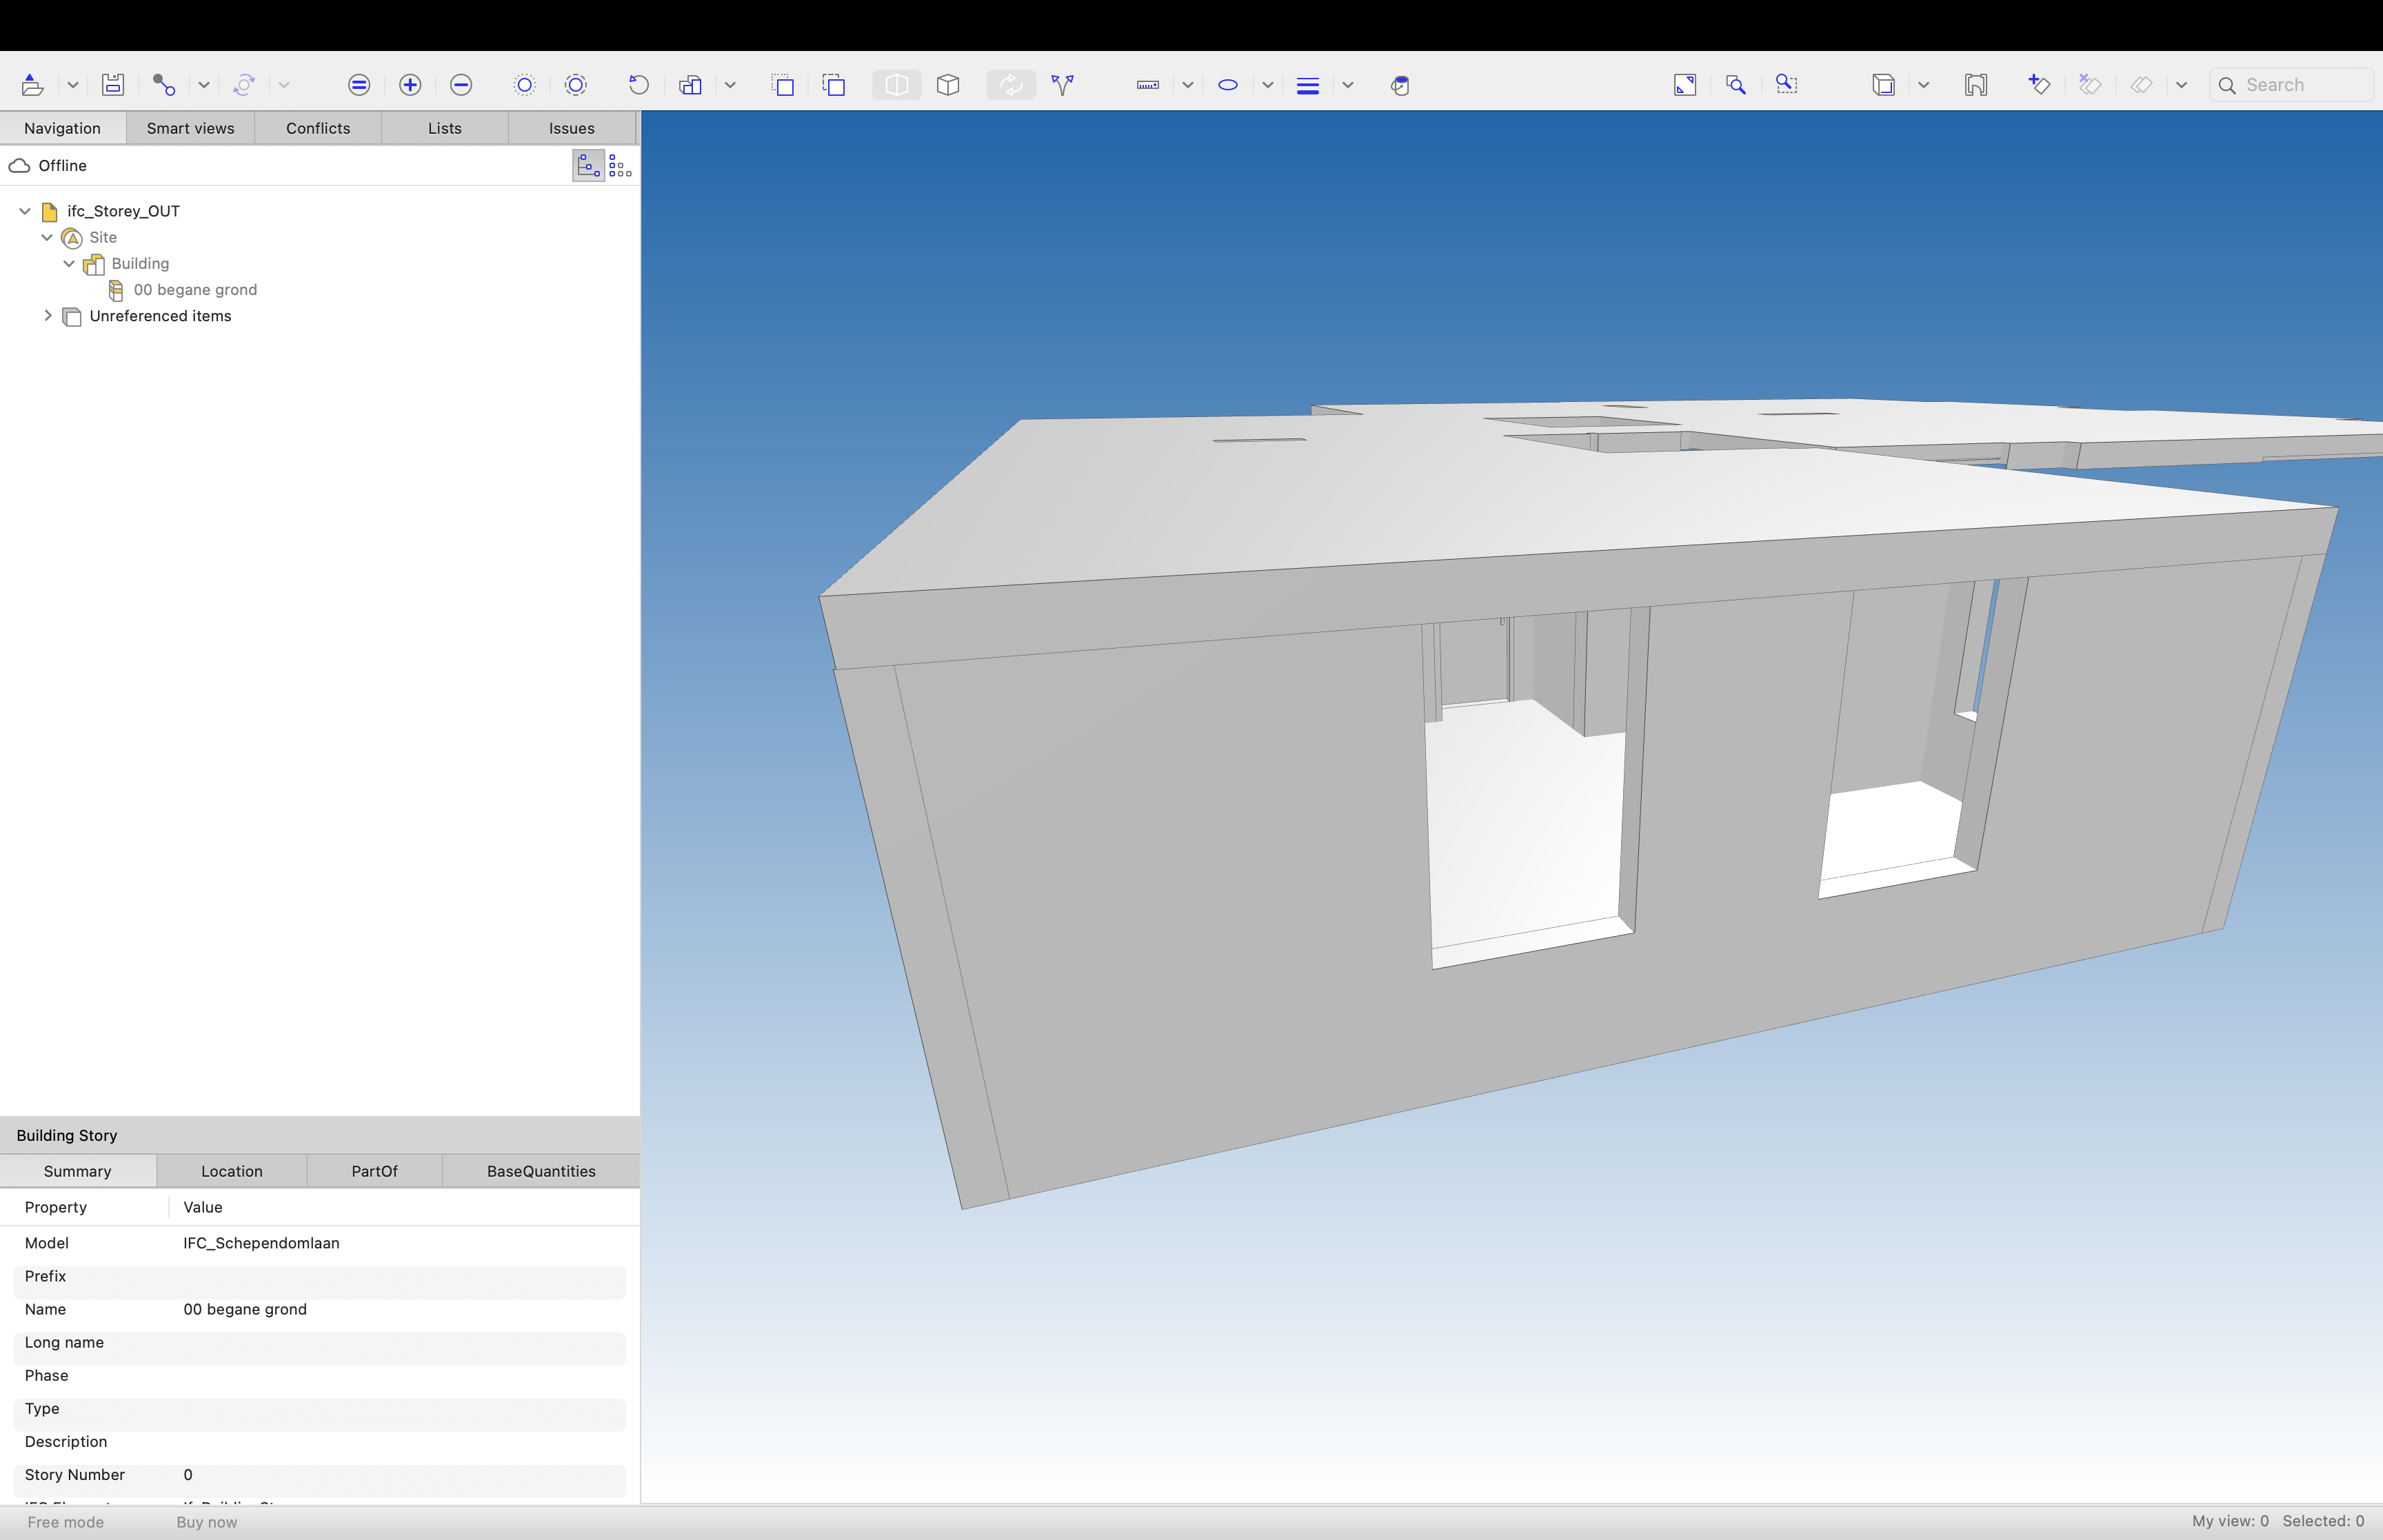 Search
Navigation Smart views Conflicts Lists Issues
Offline
ifc_Storey_OUT
Site
Building
00 begane grond
Unreferenced items
Building Story
Summary Location PartOf BaseQuantities
Property Value
Model IFC_Schependomlaan
Prefix
Name 00 begane grond
Long name
Phase
Type
Description
Story Number 0
Free mode Buy now My view: 0 Selected: 0